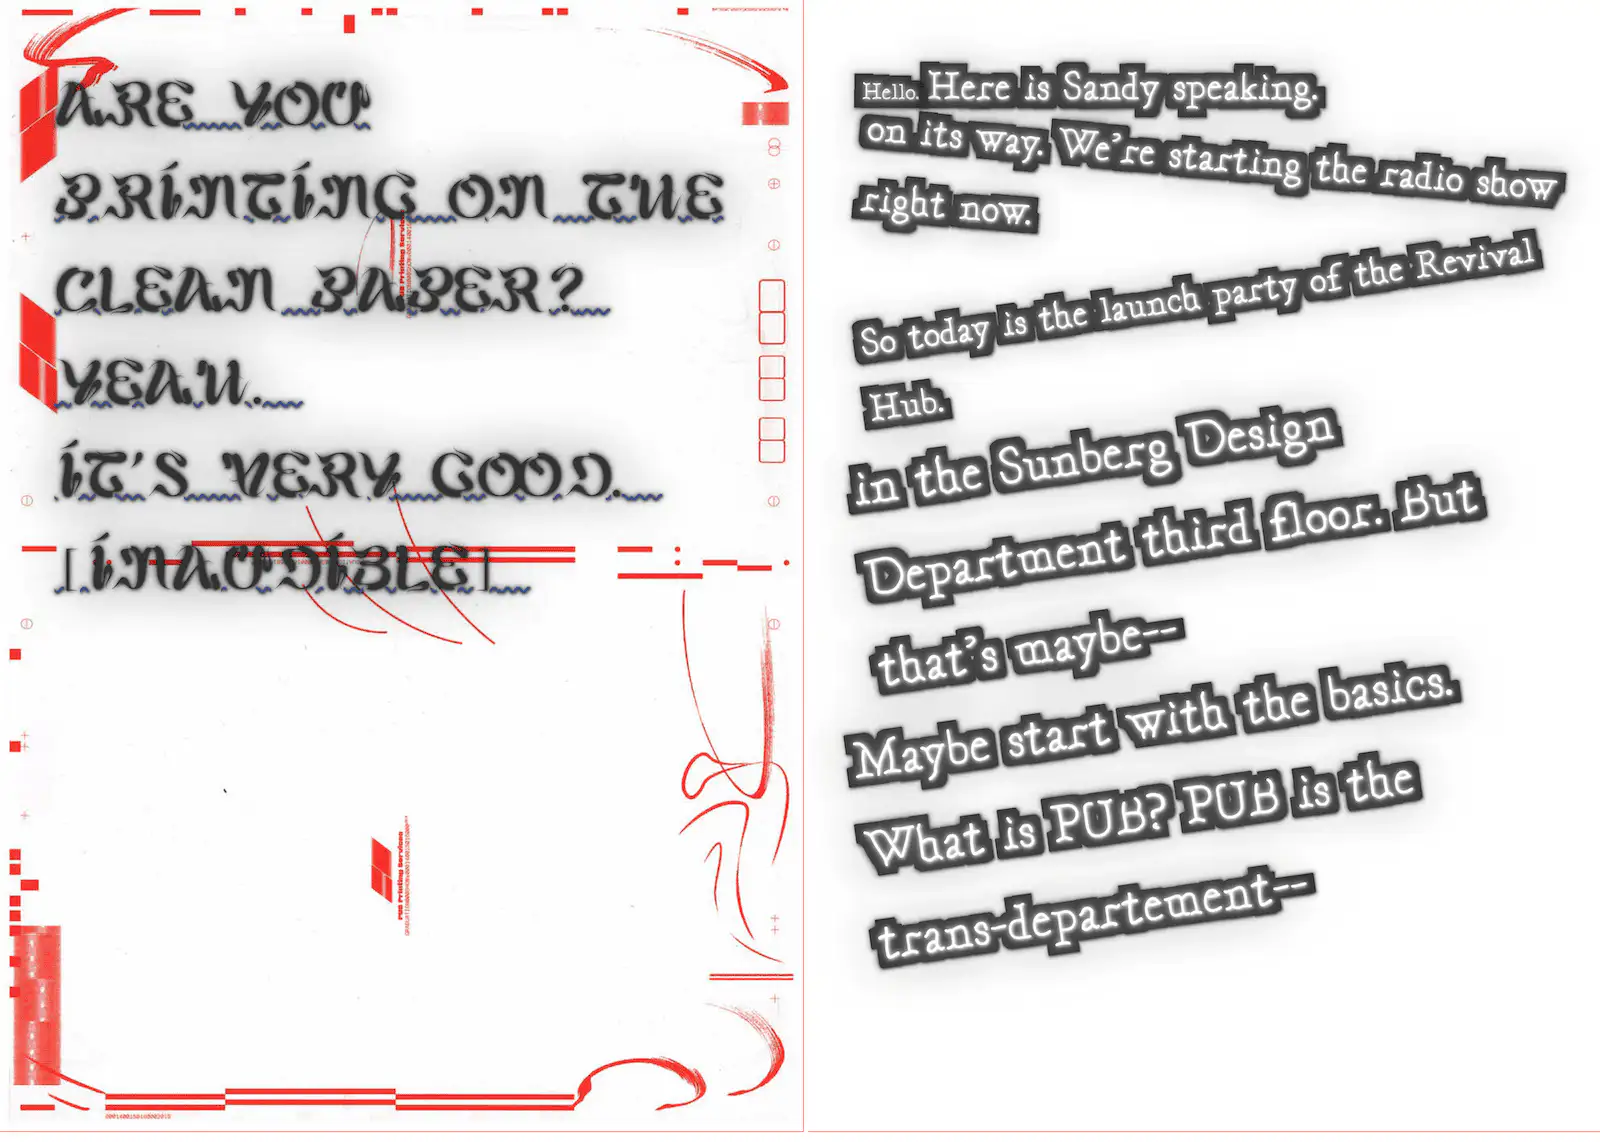 ARE YOU
PRINTING ON THE
CLEAN PAPER?
YEAH.
IT'S VERY GOOD.
[INAUDIBLE]
PUB Printing Services
PUB Printing Services
Hello. Here is Sandy speaking.
on its way. We're starting the radio show
right now.
So today is the launch party of the Revival
Hub.
in the Sunberg Design
Department third floor. But
that's maybe--
Maybe start with the basics.
What is PUB? PUB is the
trans-departement--